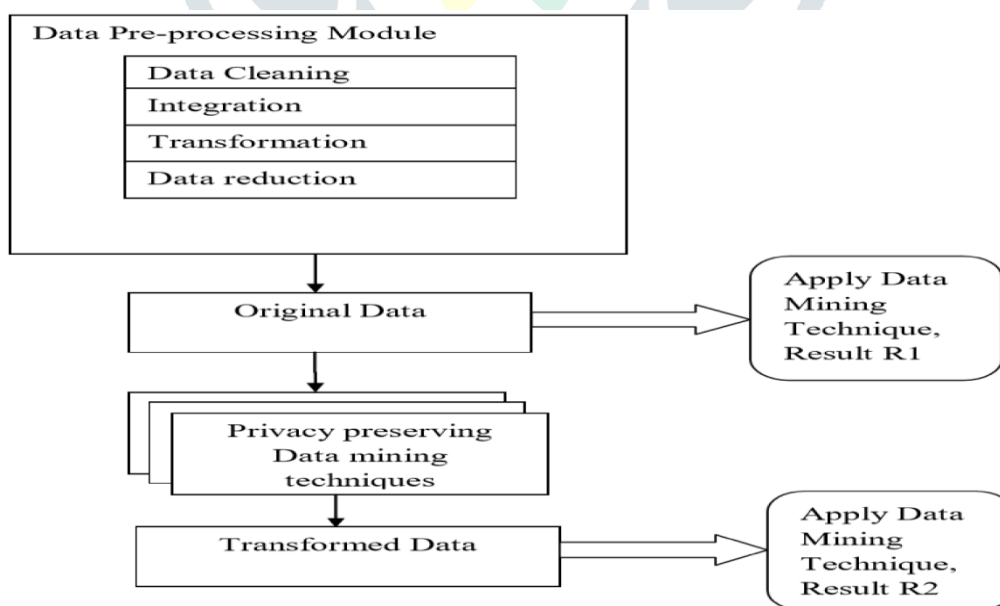 Data Pre-processing Module
Data Cleaning
Integration
Transformation
Data reduction
Original Data
Apply Data
Mining
Technique,
Result R1
Privacy preserving
Data mining
techniques
Transformed Data
Apply Data
Mining
Technique,
Result R2